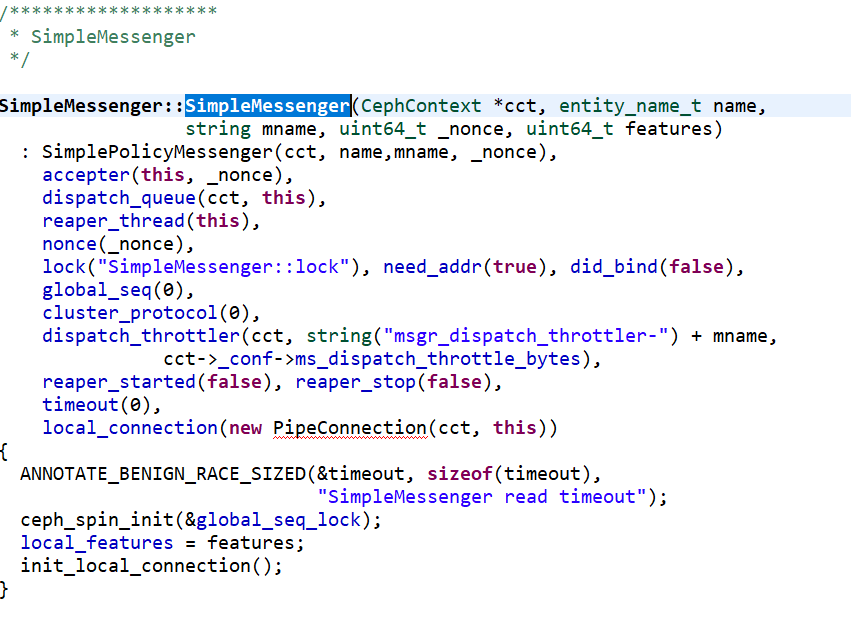 /*******************
 * SimpleMessenger
 */

SimpleMessenger::SimpleMessenger(CephContext *cct, entity_name_t name,
                 string mname, uint64_t _nonce, uint64_t features)
  : SimplePolicyMessenger(cct, name,mname, _nonce),
    accepter(this, _nonce),
    dispatch_queue(cct, this),
    reaper_thread(this),
    nonce(_nonce),
    lock("SimpleMessenger::lock"), need_addr(true), did_bind(false),
    global_seq(0),
    cluster_protocol(0),
    dispatch_throttler(cct, string("msgr_dispatch_throttler-") + mname,
               cct->_conf->ms_dispatch_throttle_bytes),
    reaper_started(false), reaper_stop(false),
    timeout(0),
    local_connection(new PipeConnection(cct, this))
{
  ANNOTATE_BENIGN_RACE_SIZED(&timeout, sizeof(timeout),
                             "SimpleMessenger read timeout");
  ceph_spin_init(&global_seq_lock);
  local_features = features;
  init_local_connection();
}